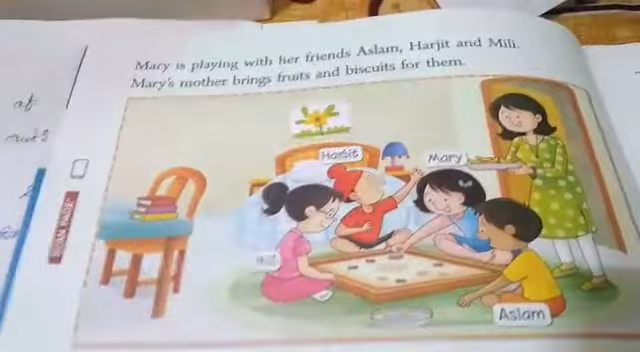 Mary is playing with her friends Aslam, Harjit and Mili.
Mary's mother brings fruits and biscuits for them.
Mary
Aslam